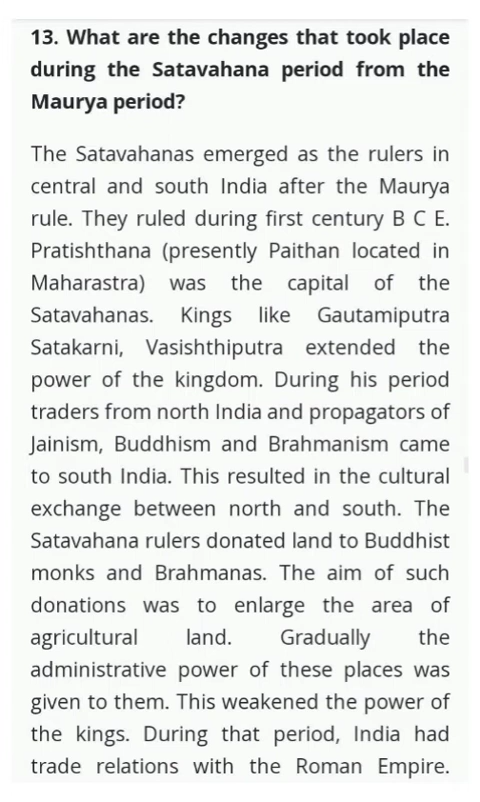 13. What are the changes that took place
during the Satavahana period from the
Maurya period?
The Satavahanas emerged as the rulers in
central and south India after the Maurya
rule. They ruled during first century B C E.
Pratishthana (presently Paithan located in
Maharastra) was the capital of the
Satavahanas. Kings like Gautamiputra
Satakarni, Vasishthiputra extended the
power of the kingdom. During his period
traders from north India and propagators of
Jainism, Buddhism and Brahmanism came
to south India. This resulted in the cultural
exchange between north and south. The
Satavahana rulers donated land to Buddhist
monks and Brahmanas. The aim of such
donations was to enlarge the area of
agricultural land. Gradually the
administrative power of these places was
given to them. This weakened the power of
the kings. During that period, India had
trade relations with the Roman Empire.